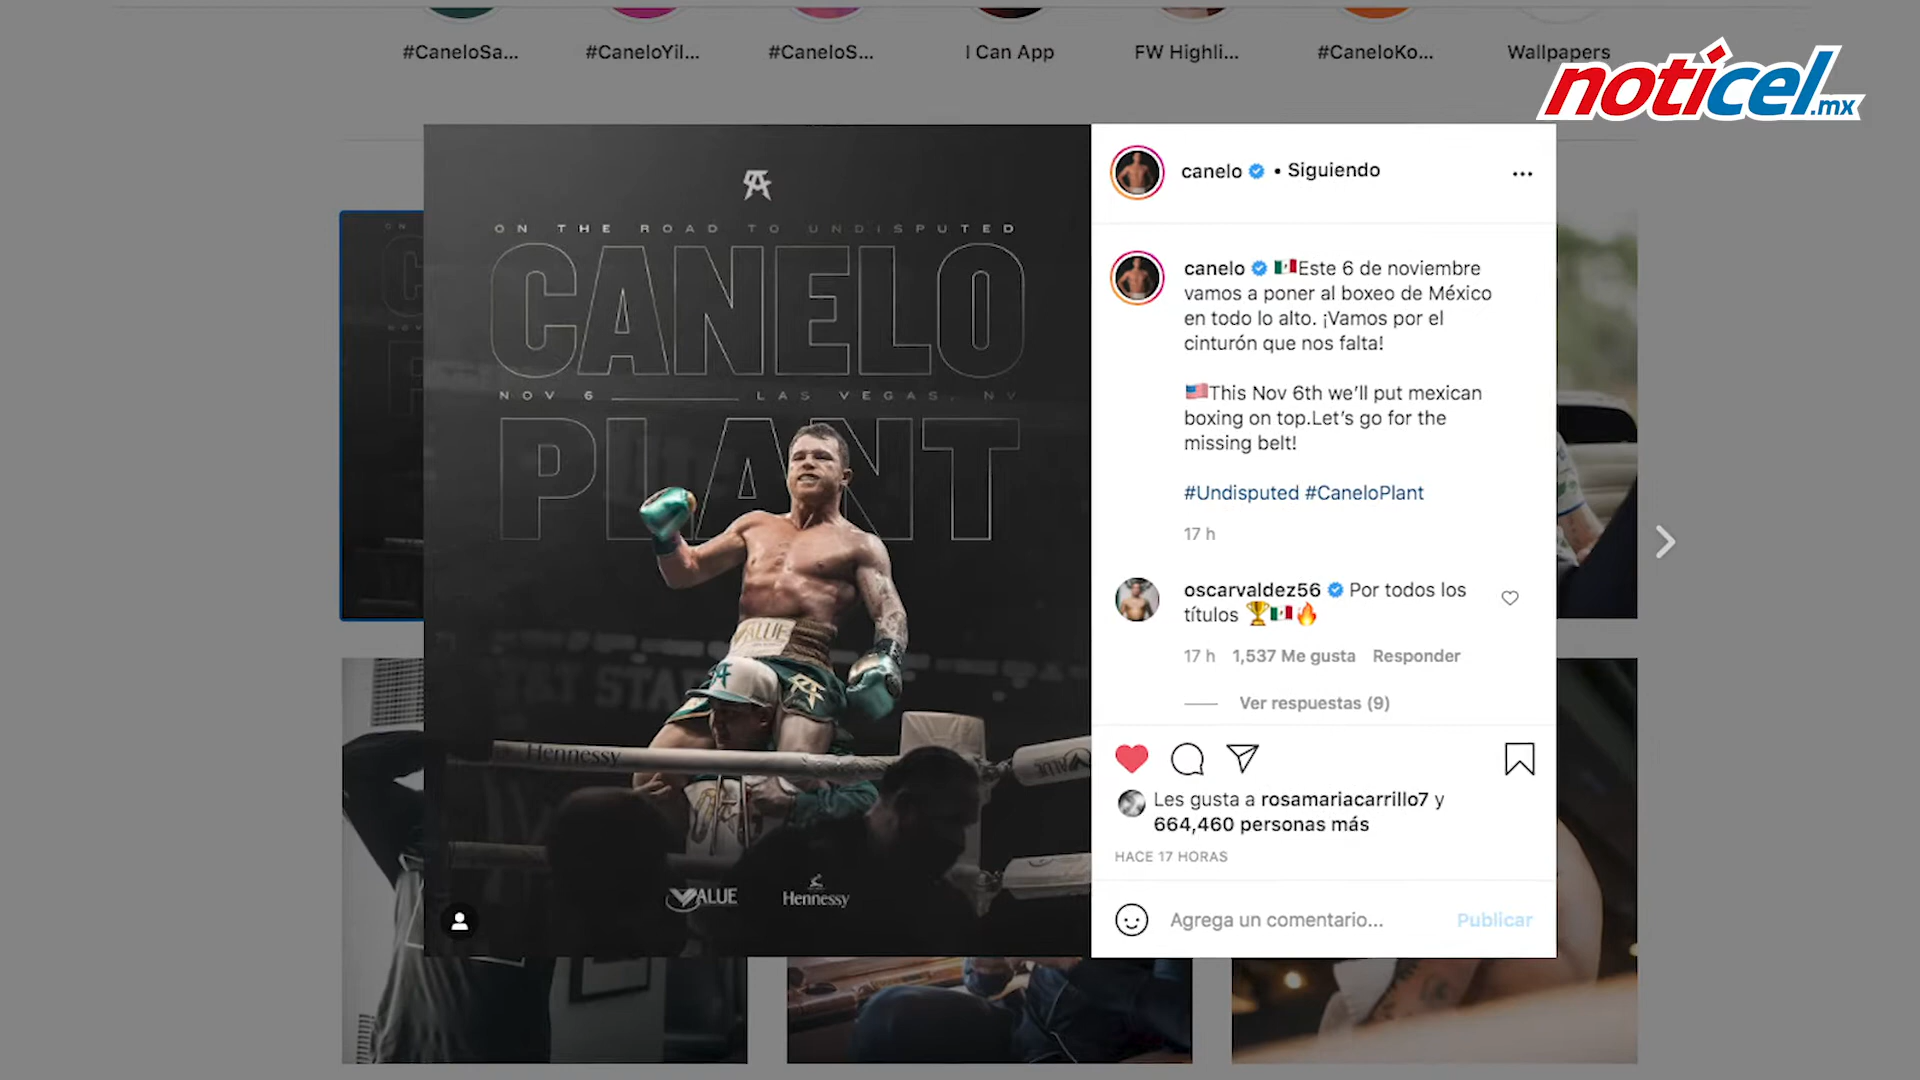 #CaneloSa...
#CaneloYil...
#CaneloS...
I Can App
FW Highli...
#CaneloKo...
Wallpapers
noticel.mx
ON THE ROAD TO UNDISPUTED
CANELO
NOV 6 LAS VEGAS, NV
PLANT
VALUE
Hennessy
VALUE
VALUE
Hennessy
canelo • Siguiendo
canelo Este 6 de noviembre
vamos a poner al boxeo de México
en todo lo alto. ¡Vamos por el
cinturón que nos falta!
This Nov 6th we’ll put mexican
boxing on top.Let’s go for the
missing belt!
#Undisputed #CaneloPlant
17 h
oscarvaldez56 Por todos los
títulos
17 h 1,537 Me gusta Responder
Ver respuestas (9)
Les gusta a rosamariacarrillo7 y
664,460 personas más
HACE 17 HORAS
Agrega un comentario... Publicar